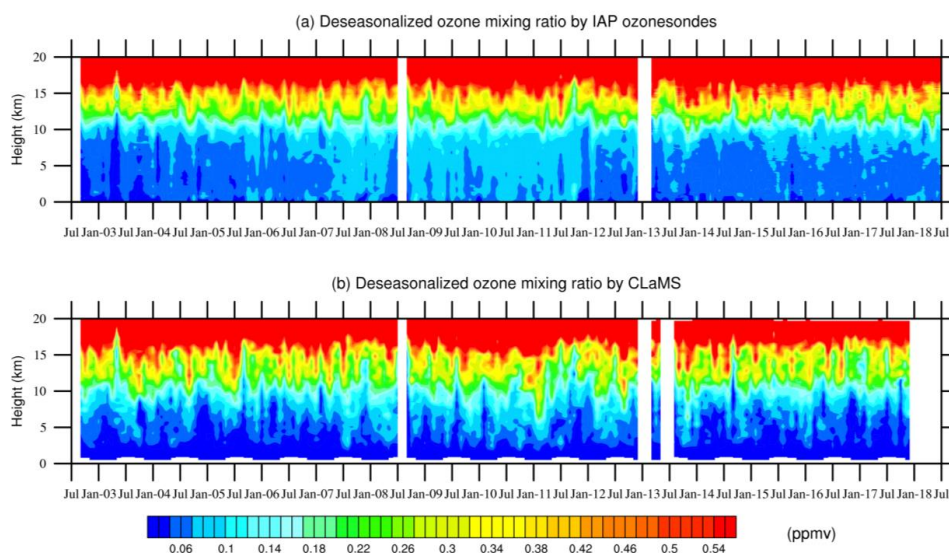 (a) Deseasonalized ozone mixing ratio by IAP ozonesondes
20
15
10
5
0
Height (km)
Jul Jan-03 Jul Jan-04 Jul Jan-05 Jul Jan-06 Jul Jan-07 Jul Jan-08 Jul Jan-09 Jul Jan-10 Jul Jan-11 Jul Jan-12 Jul Jan-13 Jul Jan-14 Jul Jan-15 Jul Jan-16 Jul Jan-17 Jul Jan-18 Jul
(b) Deseasonalized ozone mixing ratio by CLaMS
20
15
10
5
0
Height (km)
Jul Jan-03 Jul Jan-04 Jul Jan-05 Jul Jan-06 Jul Jan-07 Jul Jan-08 Jul Jan-09 Jul Jan-10 Jul Jan-11 Jul Jan-12 Jul Jan-13 Jul Jan-14 Jul Jan-15 Jul Jan-16 Jul Jan-17 Jul Jan-18 Jul
0.06 0.1 0.14 0.18 0.22 0.26 0.3 0.34 0.38 0.42 0.46 0.5 0.54
(ppmv)